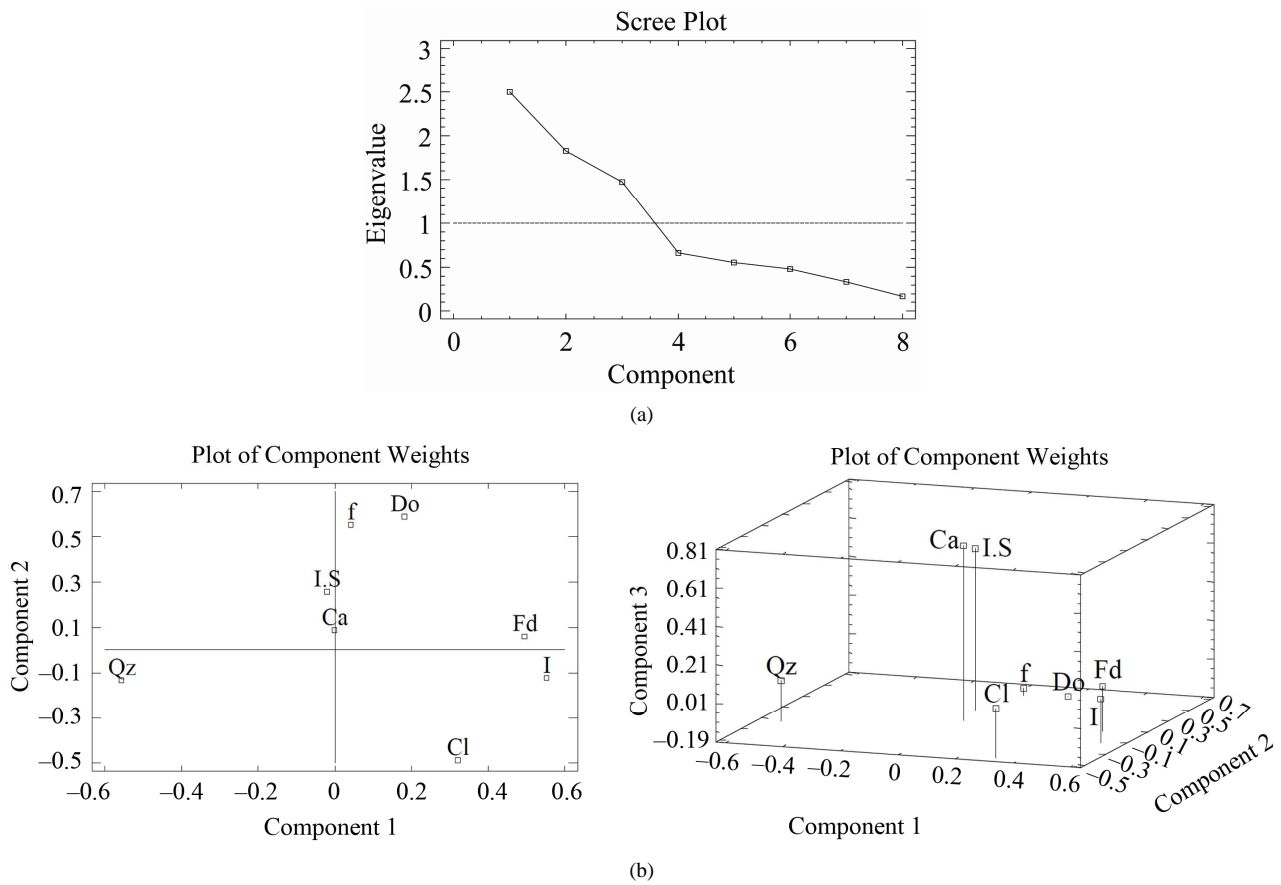 Scree Plot
3
2.5
2
1.5
1
0.5
0
Eigenvalue
0 2 4 6 8
Component
(a)
Plot of Component Weights
0.7
0.5
0.3
0.1
−0.1
−0.3
−0.5
Component 2
f
Do
I.S
Ca
Fd
Qz
I
Cl
−0.6 −0.4 −0.2 0 0.2 0.4 0.6
Component 1
Plot of Component Weights
0.81
0.61
0.41
0.21
0.01
−0.19
Component 3
Ca
I.S
Qz
Cl
f
Do
Fd
I
−0.6 −0.4 −0.2 0 0.2 0.4 0.6
Component 1
Component 2
(b)